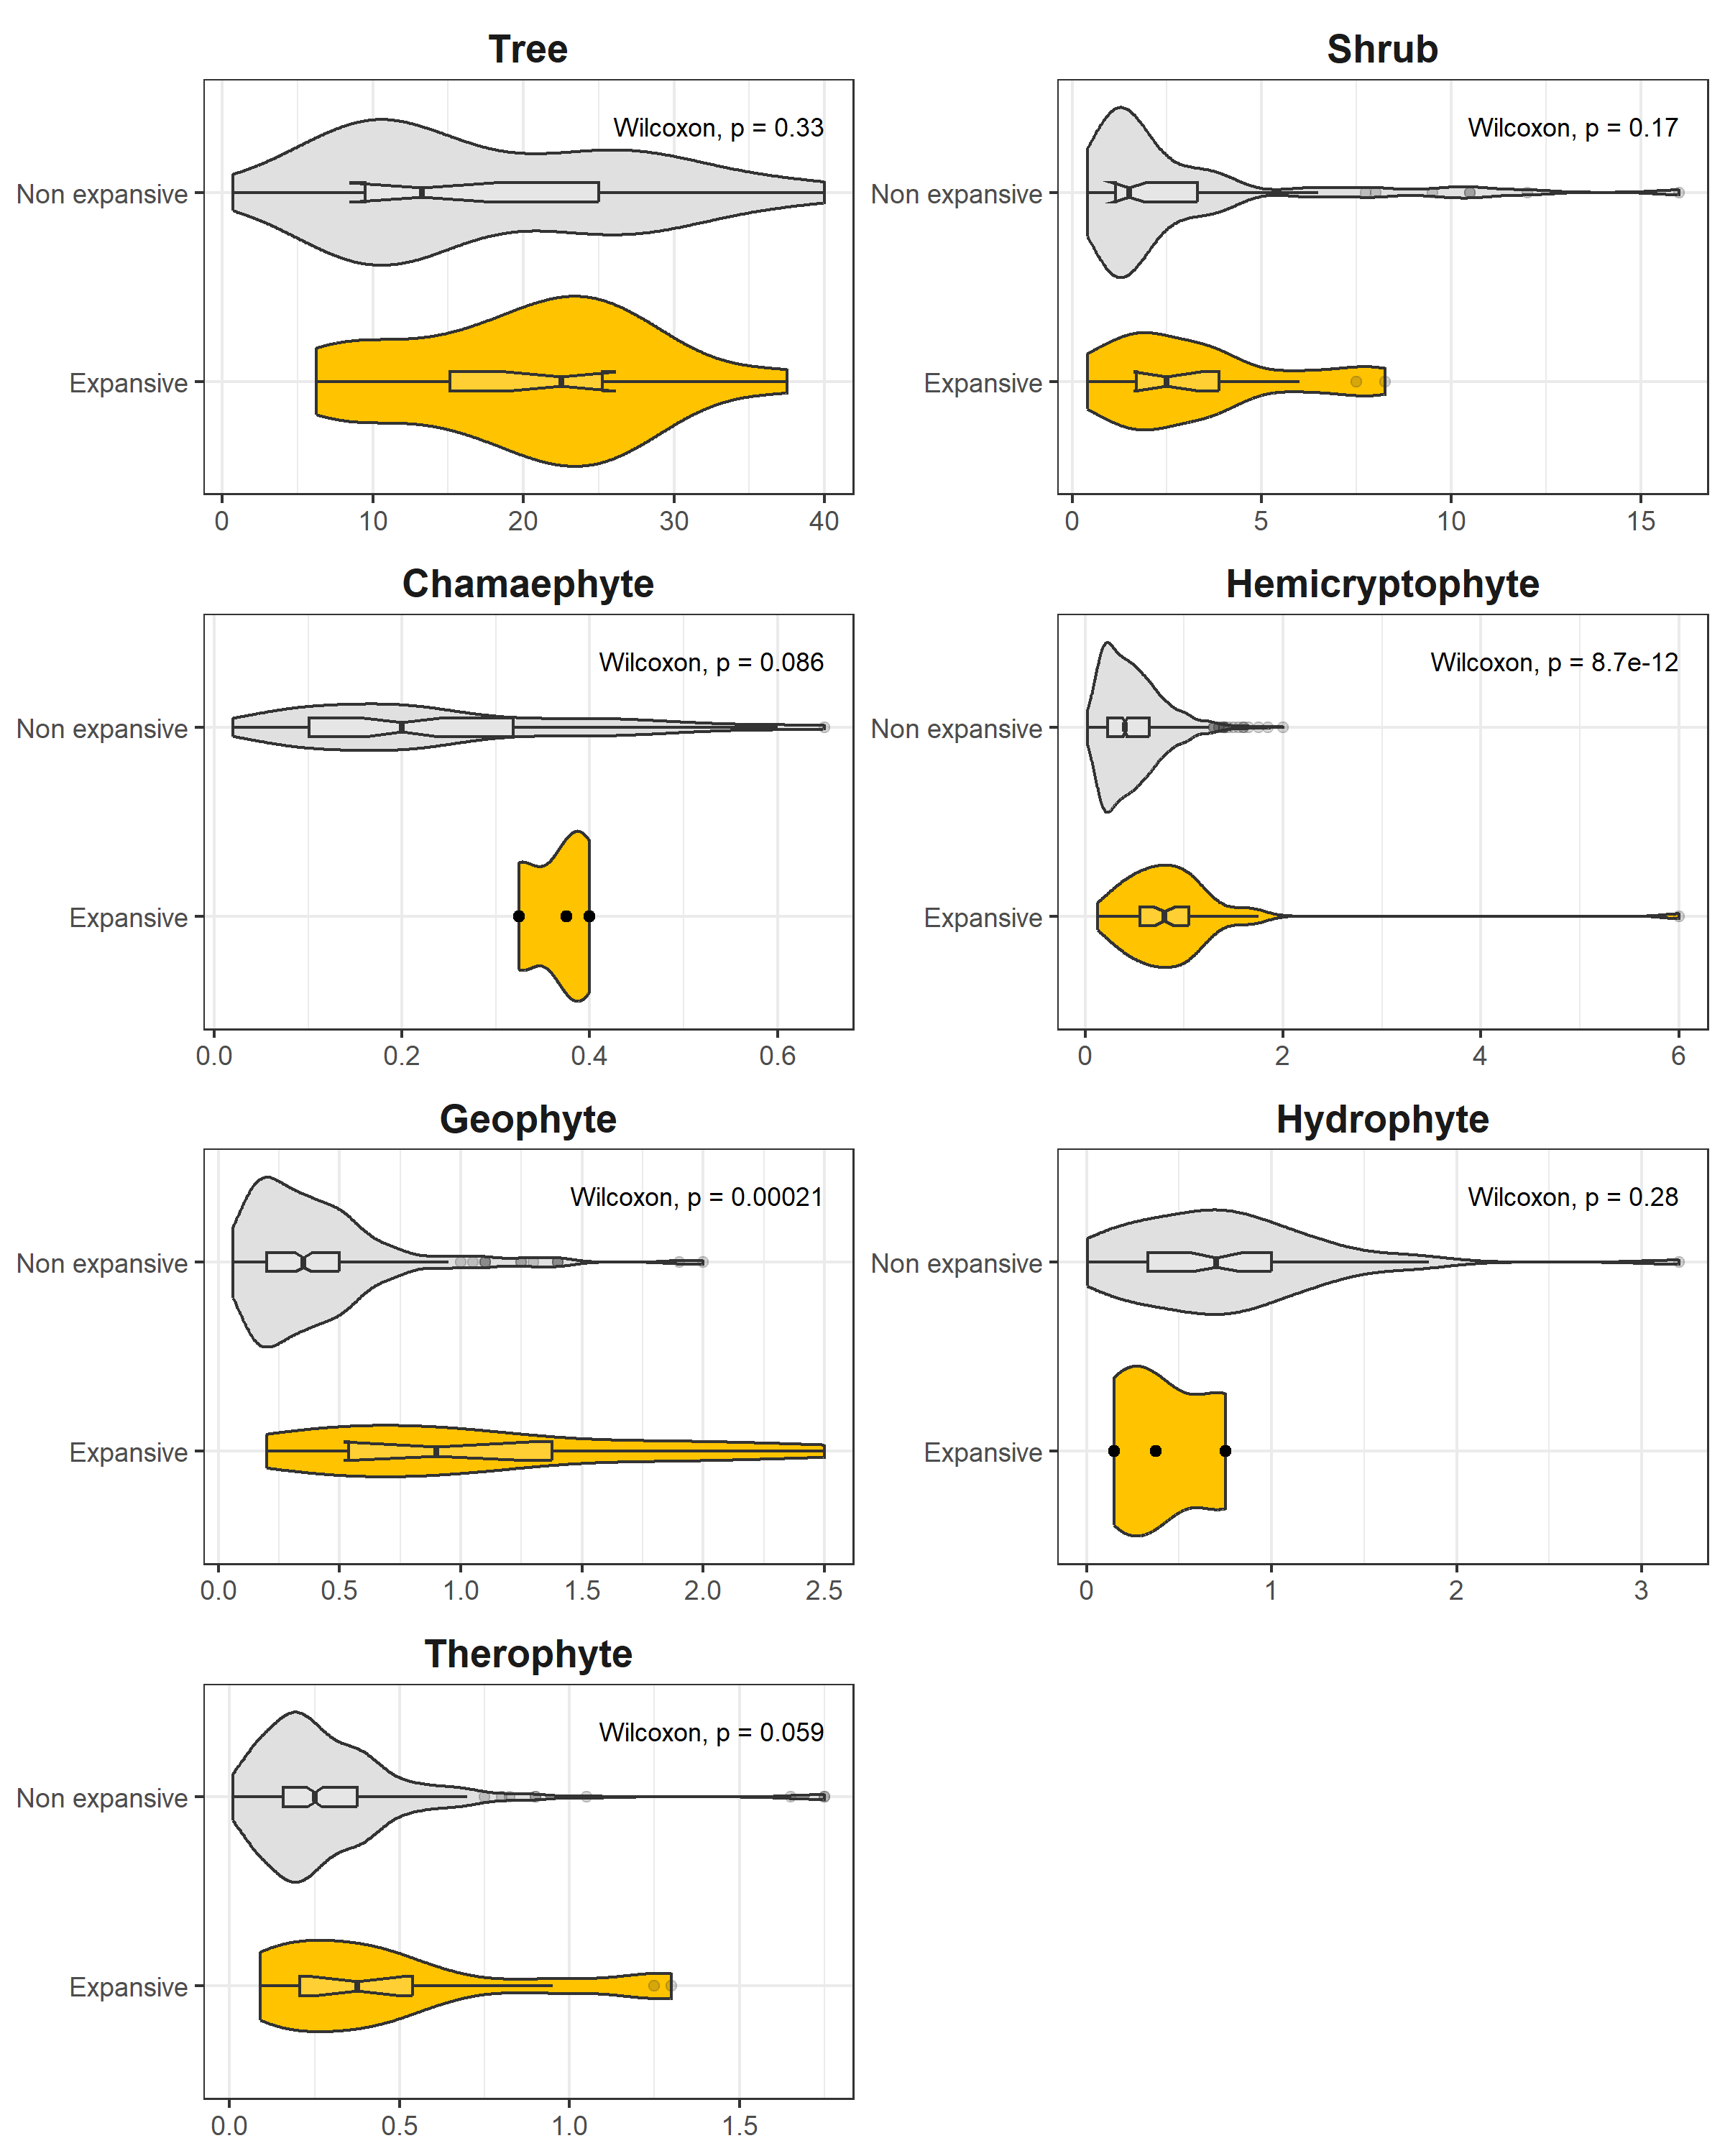 Tree
Wilcoxon, p = 0.33
Non expansive
Expansive
0 10 20 30 40
Shrub
Wilcoxon, p = 0.17
Non expansive
Expansive
0 5 10 15
Chamaephyte
Wilcoxon, p = 0.086
Non expansive
Expansive
0.0 0.2 0.4 0.6
Hemicryptophyte
Wilcoxon, p = 8.7e-12
Non expansive
Expansive
0 2 4 6
Geophyte
Wilcoxon, p = 0.00021
Non expansive
Expansive
0.0 0.5 1.0 1.5 2.0 2.5
Hydrophyte
Wilcoxon, p = 0.28
Non expansive
Expansive
0 1 2 3
Therophyte
Wilcoxon, p = 0.059
Non expansive
Expansive
0.0 0.5 1.0 1.5